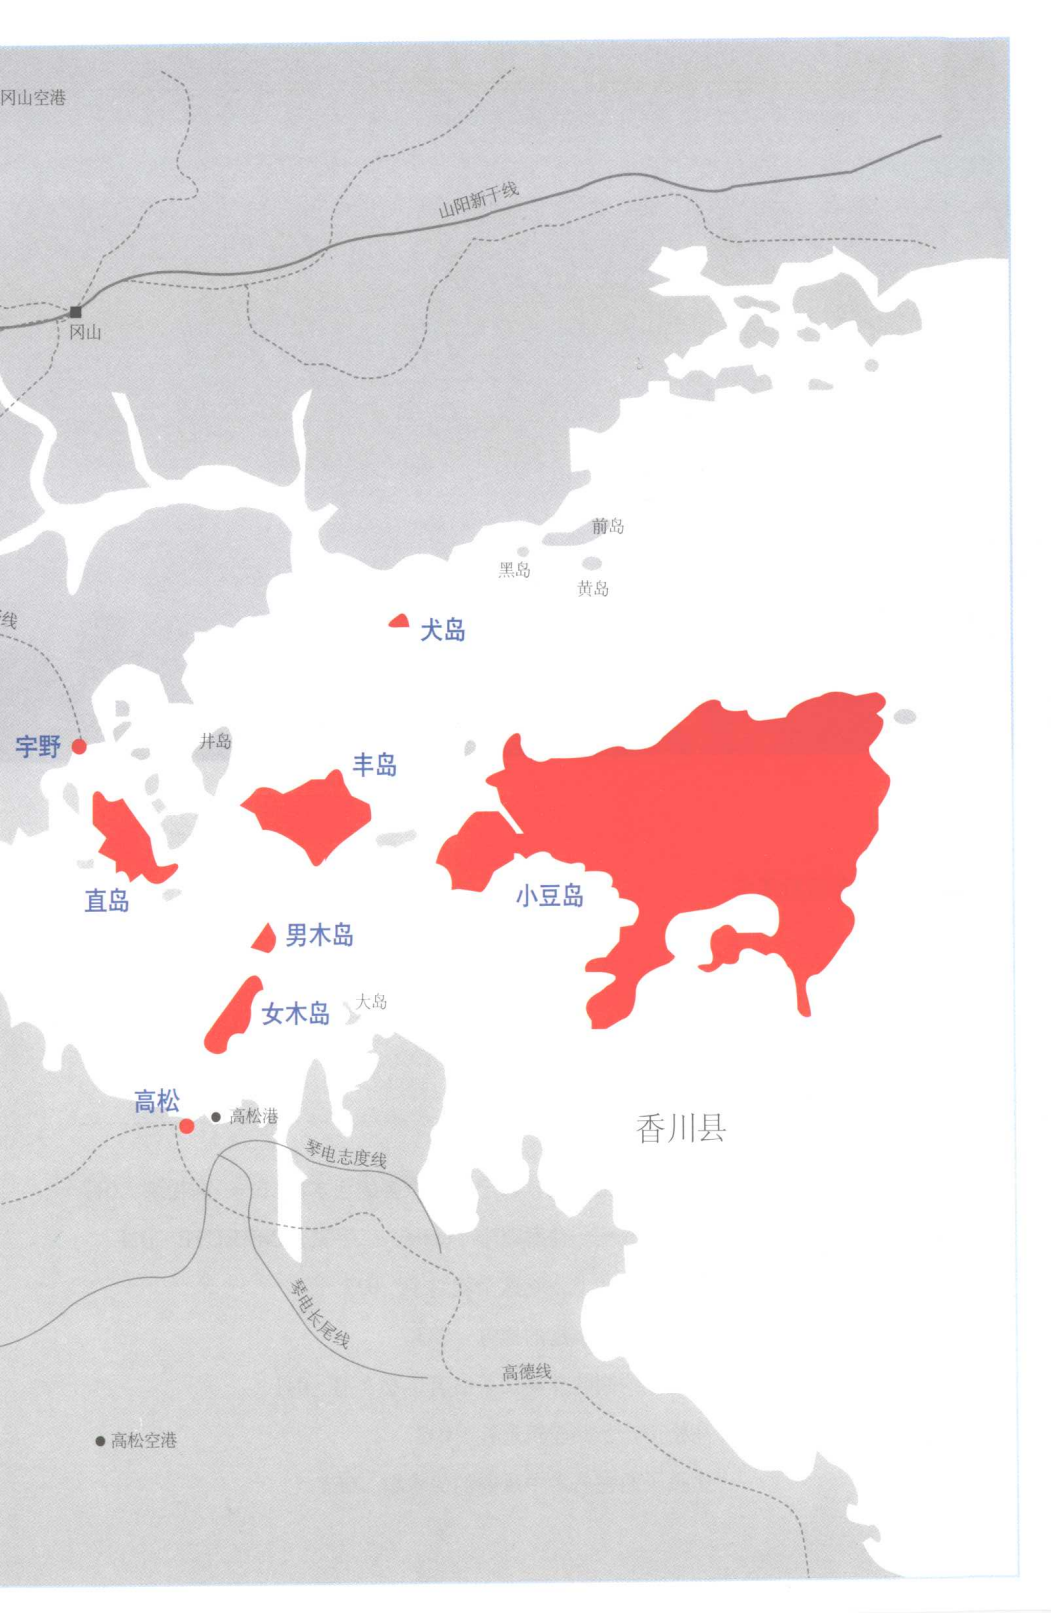 冈山空港
山阳新干线
冈山
前岛
黑岛
黄岛
线
犬岛
宇野
井岛
丰岛
直岛
小豆岛
男木岛
女木岛
大岛
高松
高松港
香川县
琴电志度线
琴电长尾线
高德线
高松空港